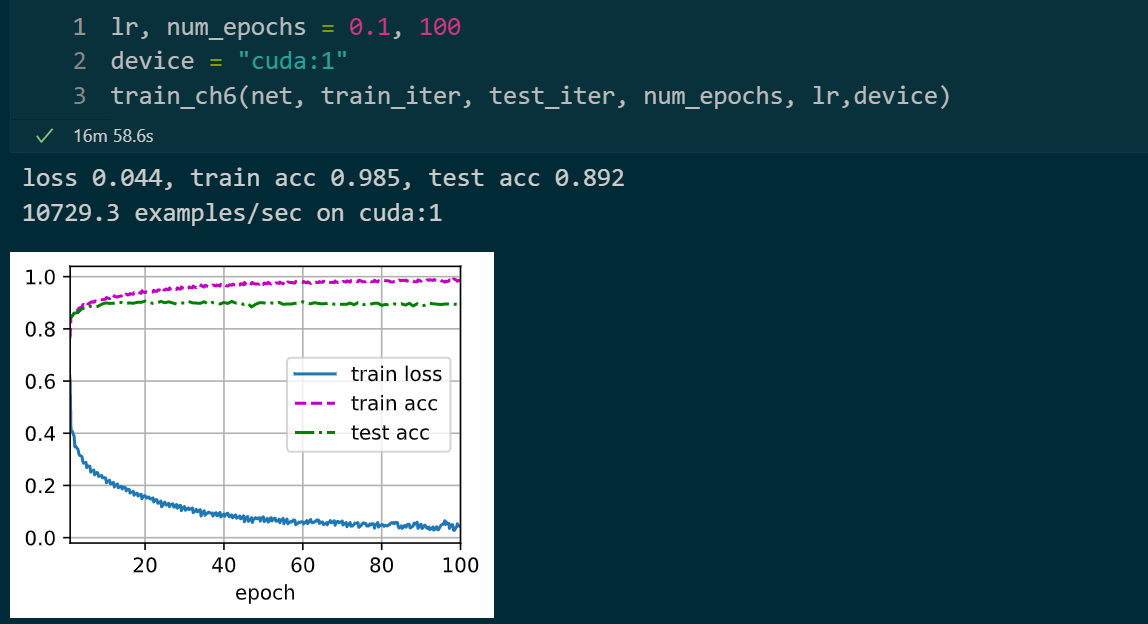 1 lr, num_epochs = 0.1, 100
2 device = "cuda:1"
3 train_ch6(net, train_iter, test_iter, num_epochs, lr,device)
16m 58.6s
loss 0.044, train acc 0.985, test acc 0.892
10729.3 examples/sec on cuda:1
1.0
0.8
0.6
0.4
0.2
0.0
train loss
train acc
test acc
20 40 60 80 100
epoch